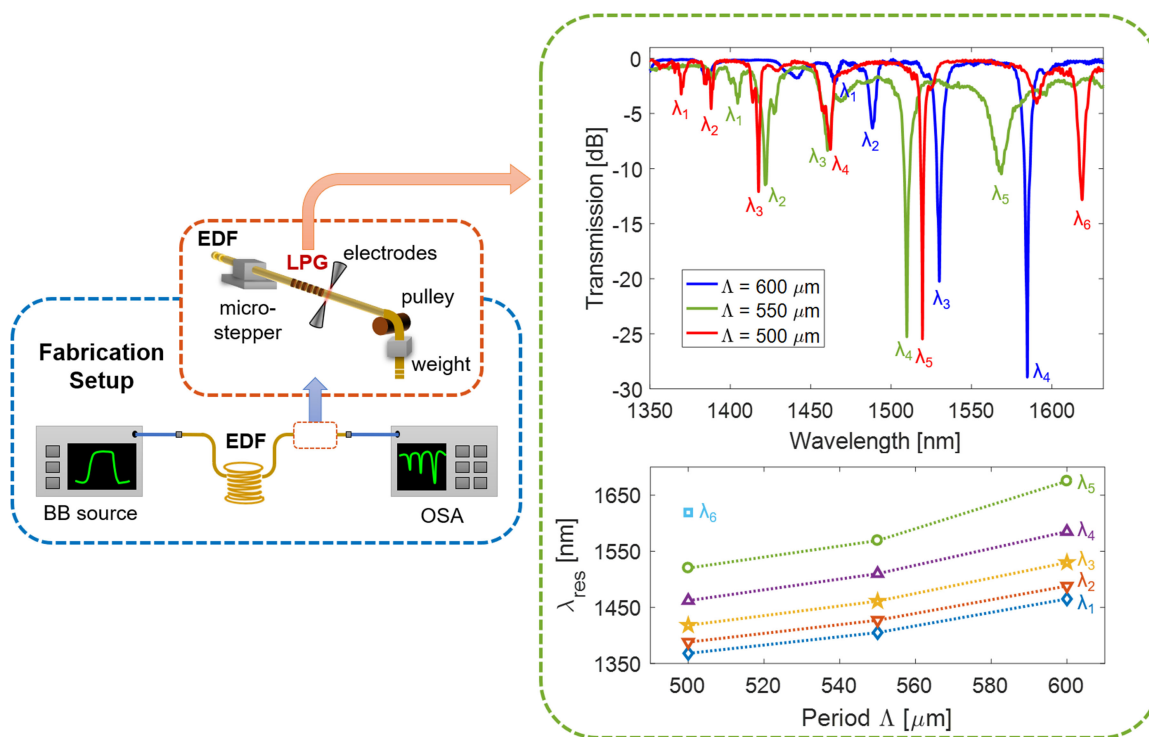 Fabrication
Setup
EDF
LPG
electrodes
micro-
stepper
pulley
weight
EDF
BB source
OSA
0
-5
-10
-15
-20
-25
-30
Transmission [dB]
λ1
λ2
λ3
λ4
λ5
λ6
λ1
λ2
λ3
λ4
λ5
λ1
λ2
λ3
λ4
Λ = 600 μm
Λ = 550 μm
Λ = 500 μm
1350 1400 1450 1500 1550 1600
Wavelength [nm]
1650
1550
1450
1350
λres [nm]
λ6
λ5
λ4
λ3
λ2
λ1
500 520 540 560 580 600
Period Λ [μm]